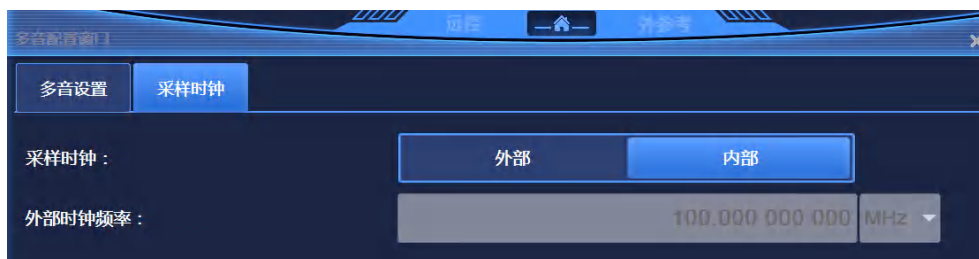 远控 外参考
多音配置窗口
多音设置 采样时钟
采样时钟： 外部 内部
外部时钟频率： 100.000 000 000 MHz